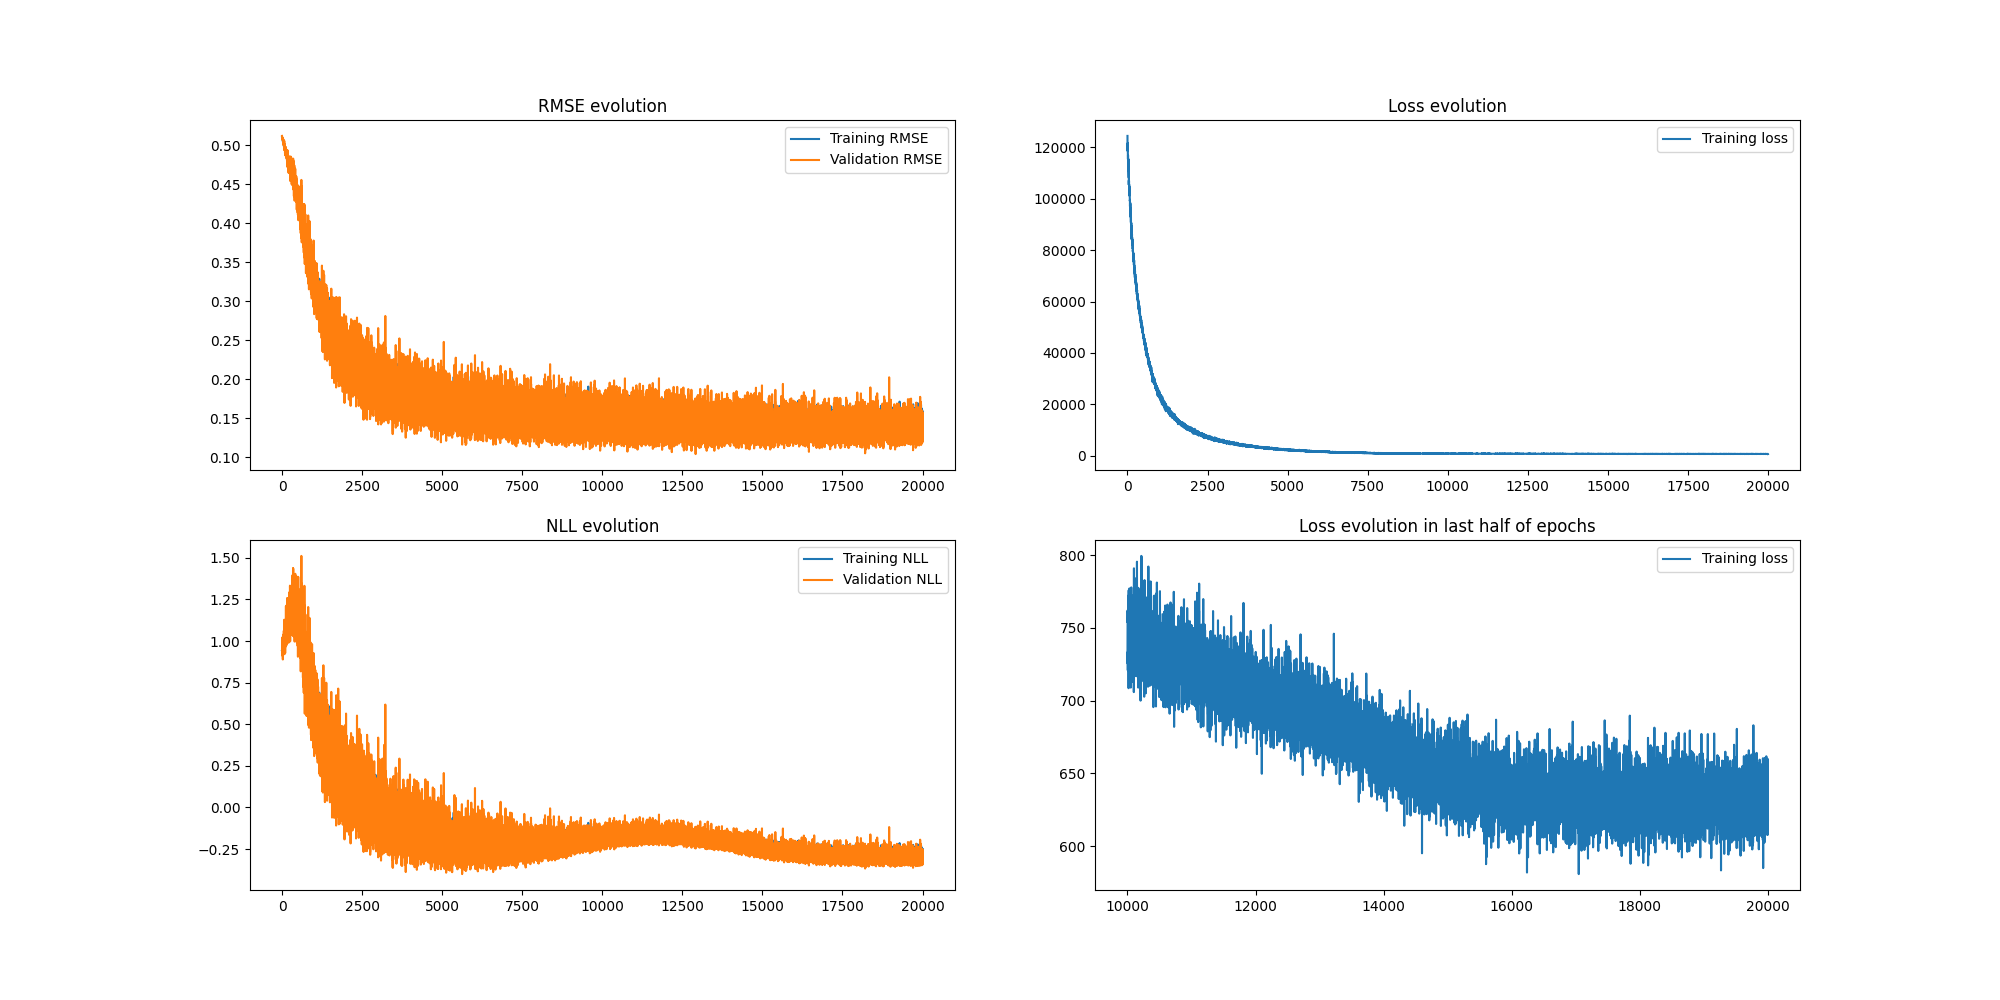 RMSE evolution
0.50
0.45
0.40
0.35
0.30
0.25
0.20
0.15
0.10
Training RMSE
Validation RMSE
0 2500 5000 7500 10000 12500 15000 17500 20000
Loss evolution
120000
100000
80000
60000
40000
20000
0
Training loss
0 2500 5000 7500 10000 12500 15000 17500 20000
NLL evolution
1.50
1.25
1.00
0.75
0.50
0.25
0.00
−0.25
Training NLL
Validation NLL
0 2500 5000 7500 10000 12500 15000 17500 20000
Loss evolution in last half of epochs
800
750
700
650
600
Training loss
10000 12000 14000 16000 18000 20000